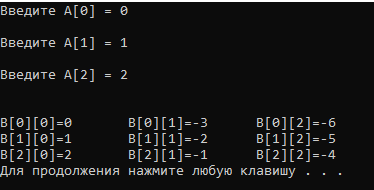 Введите A[0] = 0
Введите A[1] = 1
Введите A[2] = 2
B[0][0]=0 B[0][1]=-3 B[0][2]=-6
B[1][0]=1 B[1][1]=-2 B[1][2]=-5
B[2][0]=2 B[2][1]=-1 B[2][2]=-4
Для продолжения нажмите любую клавишу . . .